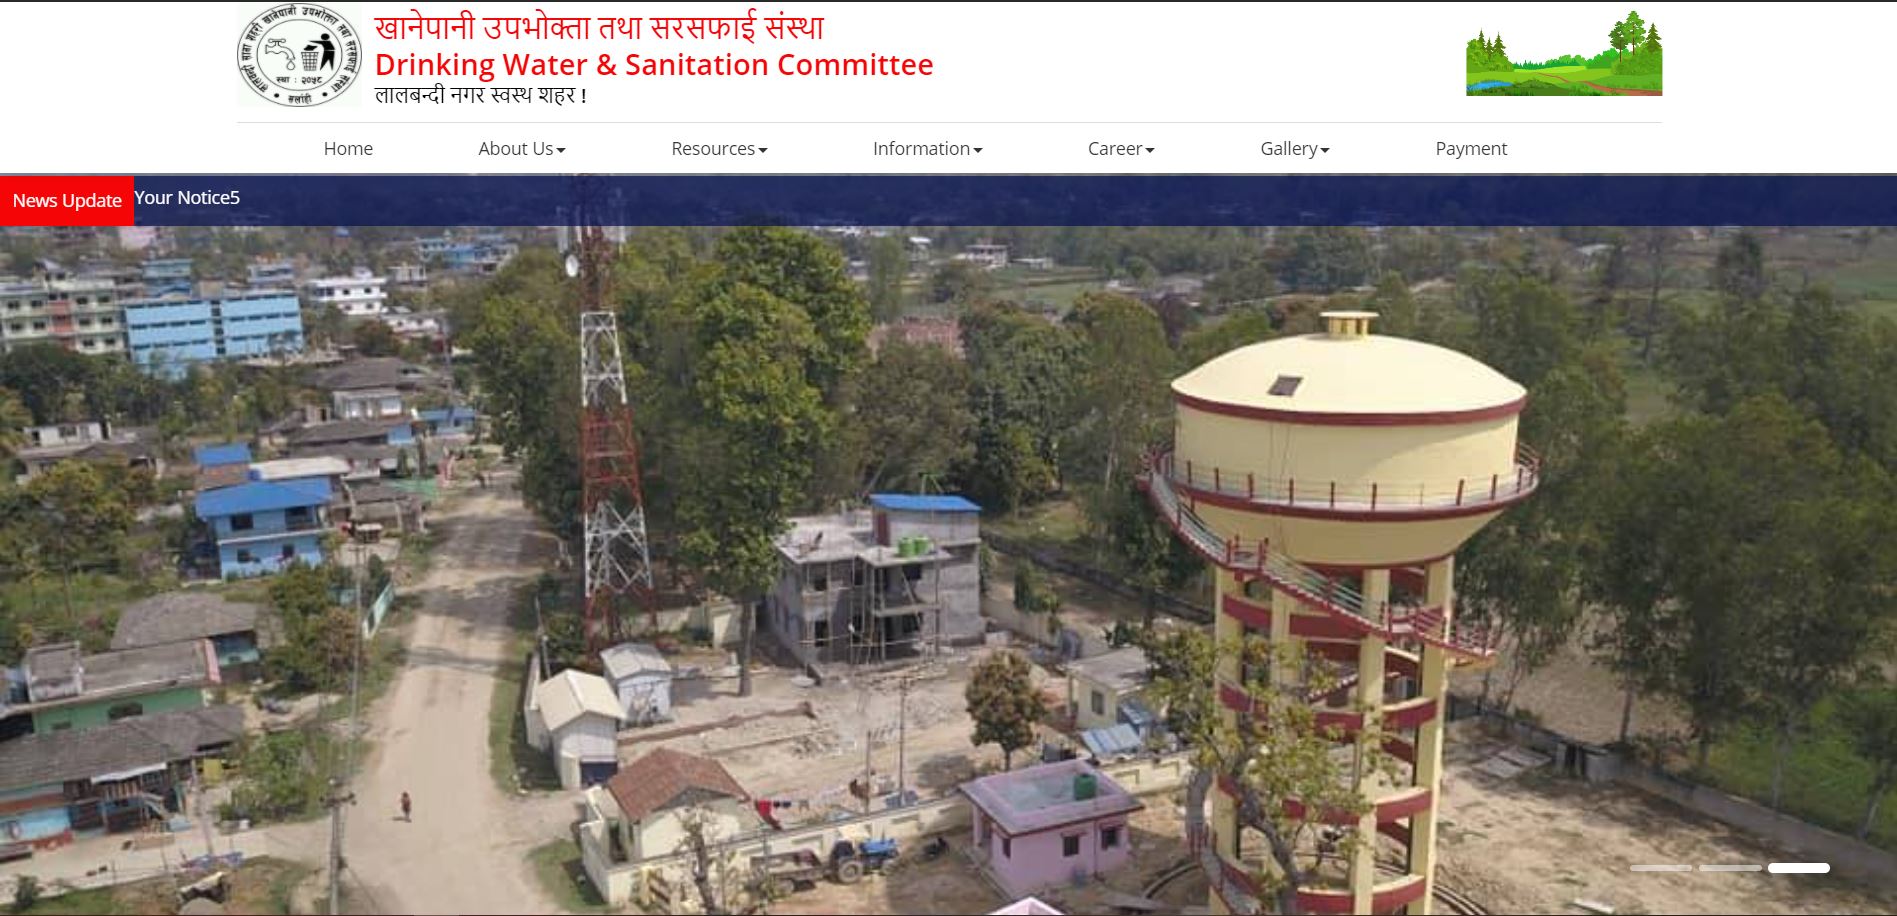 खानेपानी उपभोक्ता तथा सरसफाई संस्था
Drinking Water & Sanitation Committee
लालबन्दी नगर स्वस्थ शहर !
स्था : २०५८
सर्लाही
Home
About Us
Resources
Information
Career
Gallery
Payment
News Update
Your Notice5